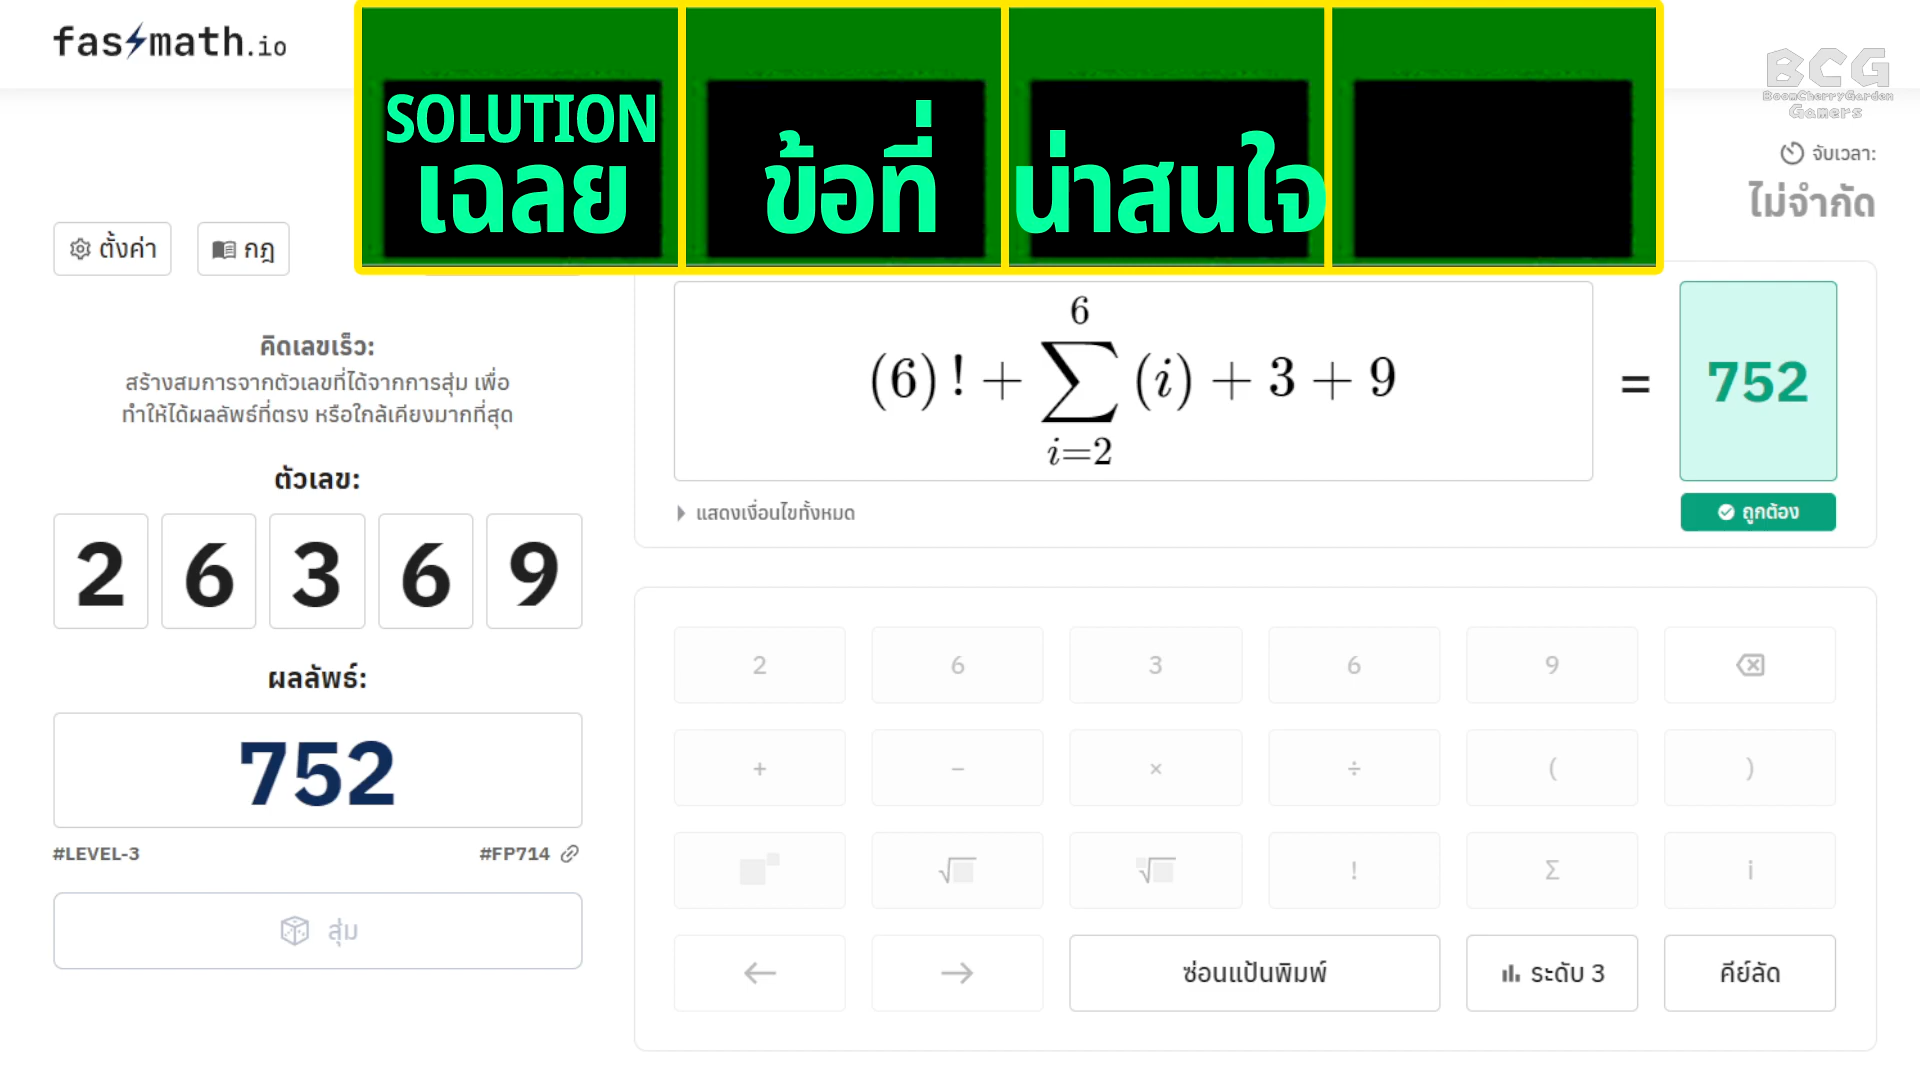 fasmath.io
SOLUTION
เฉลย ข้อที่ น่าสนใจ
BCG
BoomCherryGarden
Gamers
จับเวลา:
ไม่จำกัด
ตั้งค่า
กฎ
คิดเลขเร็ว:
สร้างสมการจากตัวเลขที่ได้จากการสุ่ม เพื่อ
ทำให้ได้ผลลัพธ์ที่ตรง หรือใกล้เคียงมากที่สุด
ตัวเลข:
2 6 3 6 9
ผลลัพธ์:
752
#LEVEL-3 #FP714
สุ่ม
6
(6)! + ∑ (i) + 3 + 9 = 752
i=2
แสดงเงื่อนไขทั้งหมด
ถูกต้อง
2 6 3 6 9
+ − × ÷ ( )
√ √ ! Σ i
← → ซ่อนแป้นพิมพ์ ระดับ 3 คีย์ลัด